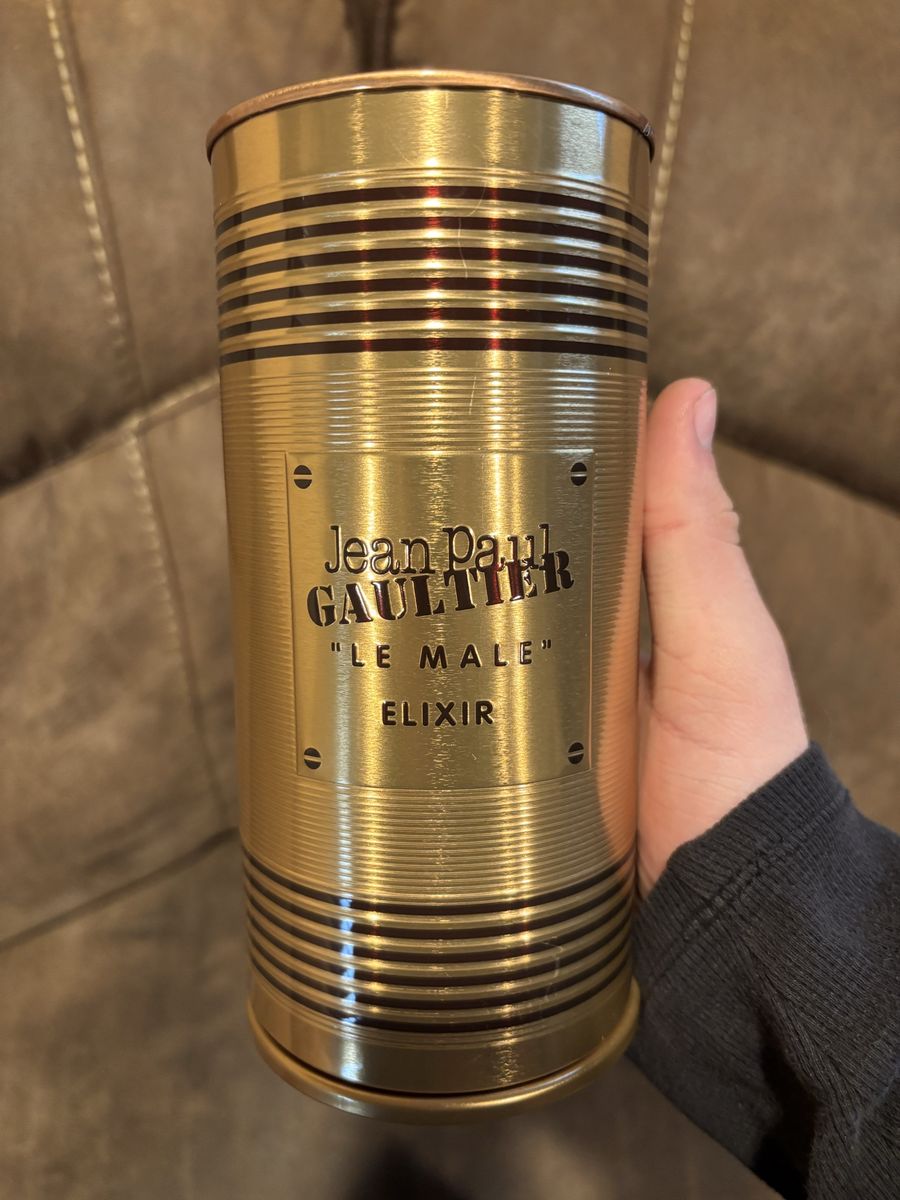 Jean Paul
GAULTIER
"LE MALE"
ELIXIR